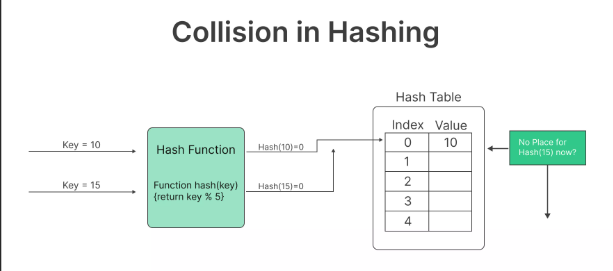 Collision in Hashing
Key = 10
Key = 15
Hash Function
Function hash(key)
{return key % 5}
Hash(10)=0
Hash(15)=0
Hash Table
Index Value
0 10
1
2
3
4
No Place for
Hash(15) now?